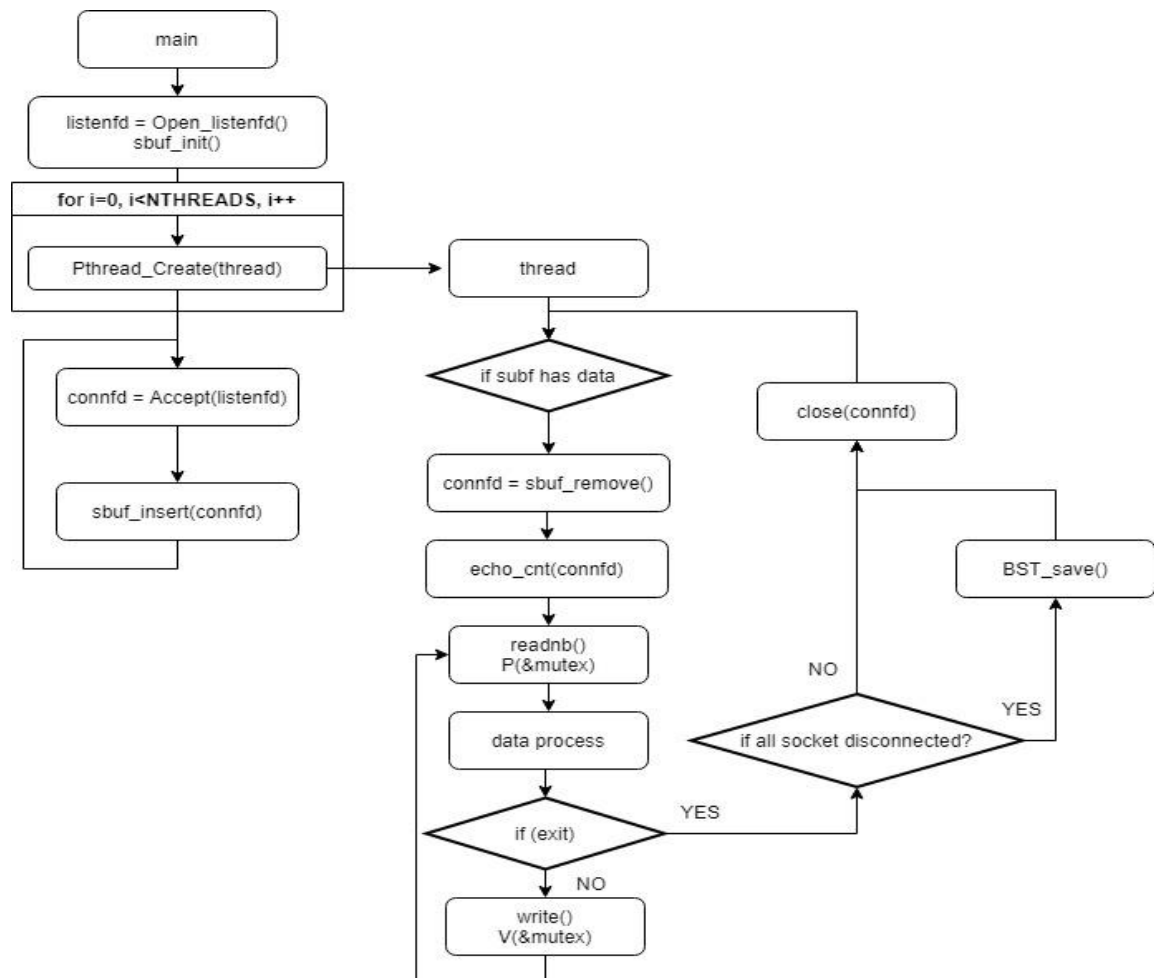 main
listenfd = Open_listenfd()
sbuf_init()
for i=0, i<NTHREADS, i++
Pthread_Create(thread)
connfd = Accept(listenfd)
sbuf_insert(connfd)
thread
if subf has data
connfd = sbuf_remove()
echo_cnt(connfd)
readnb()
P(&mutex)
data process
if (exit)
YES
NO
write()
V(&mutex)
if all socket disconnected?
NO
YES
BST_save()
close(connfd)